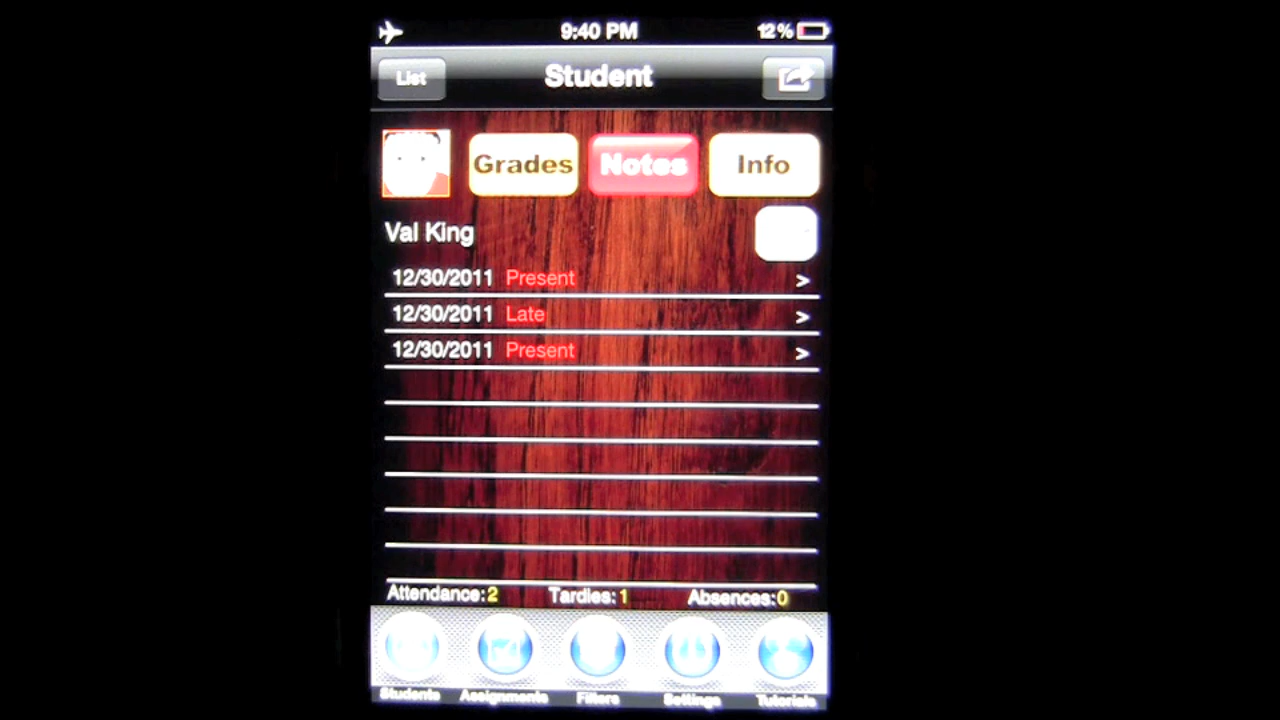 9:40 PM 12%
List Student
Grades Notes Info
Val King
12/30/2011 Present >
12/30/2011 Late >
12/30/2011 Present >
Attendance:2 Tardies:1 Absences:0
Students Assignments Filters Settings Tutorials